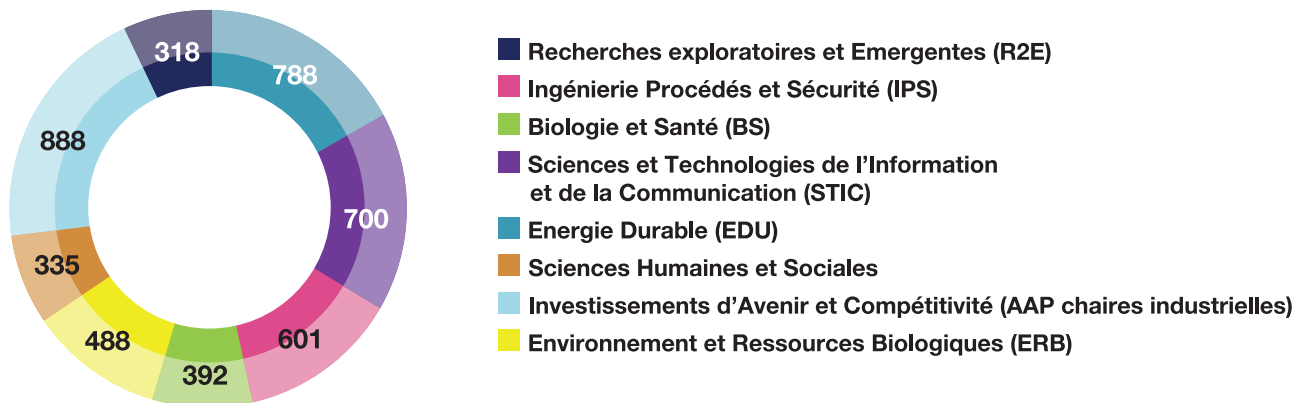 318
788
888
700
335
488
392
601
Recherches exploratoires et Emergentes (R2E)
Ingénierie Procédés et Sécurité (IPS)
Biologie et Santé (BS)
Sciences et Technologies de l'Information
et de la Communication (STIC)
Energie Durable (EDU)
Sciences Humaines et Sociales
Investissements d'Avenir et Compétitivité (AAP chaires industrielles)
Environnement et Ressources Biologiques (ERB)